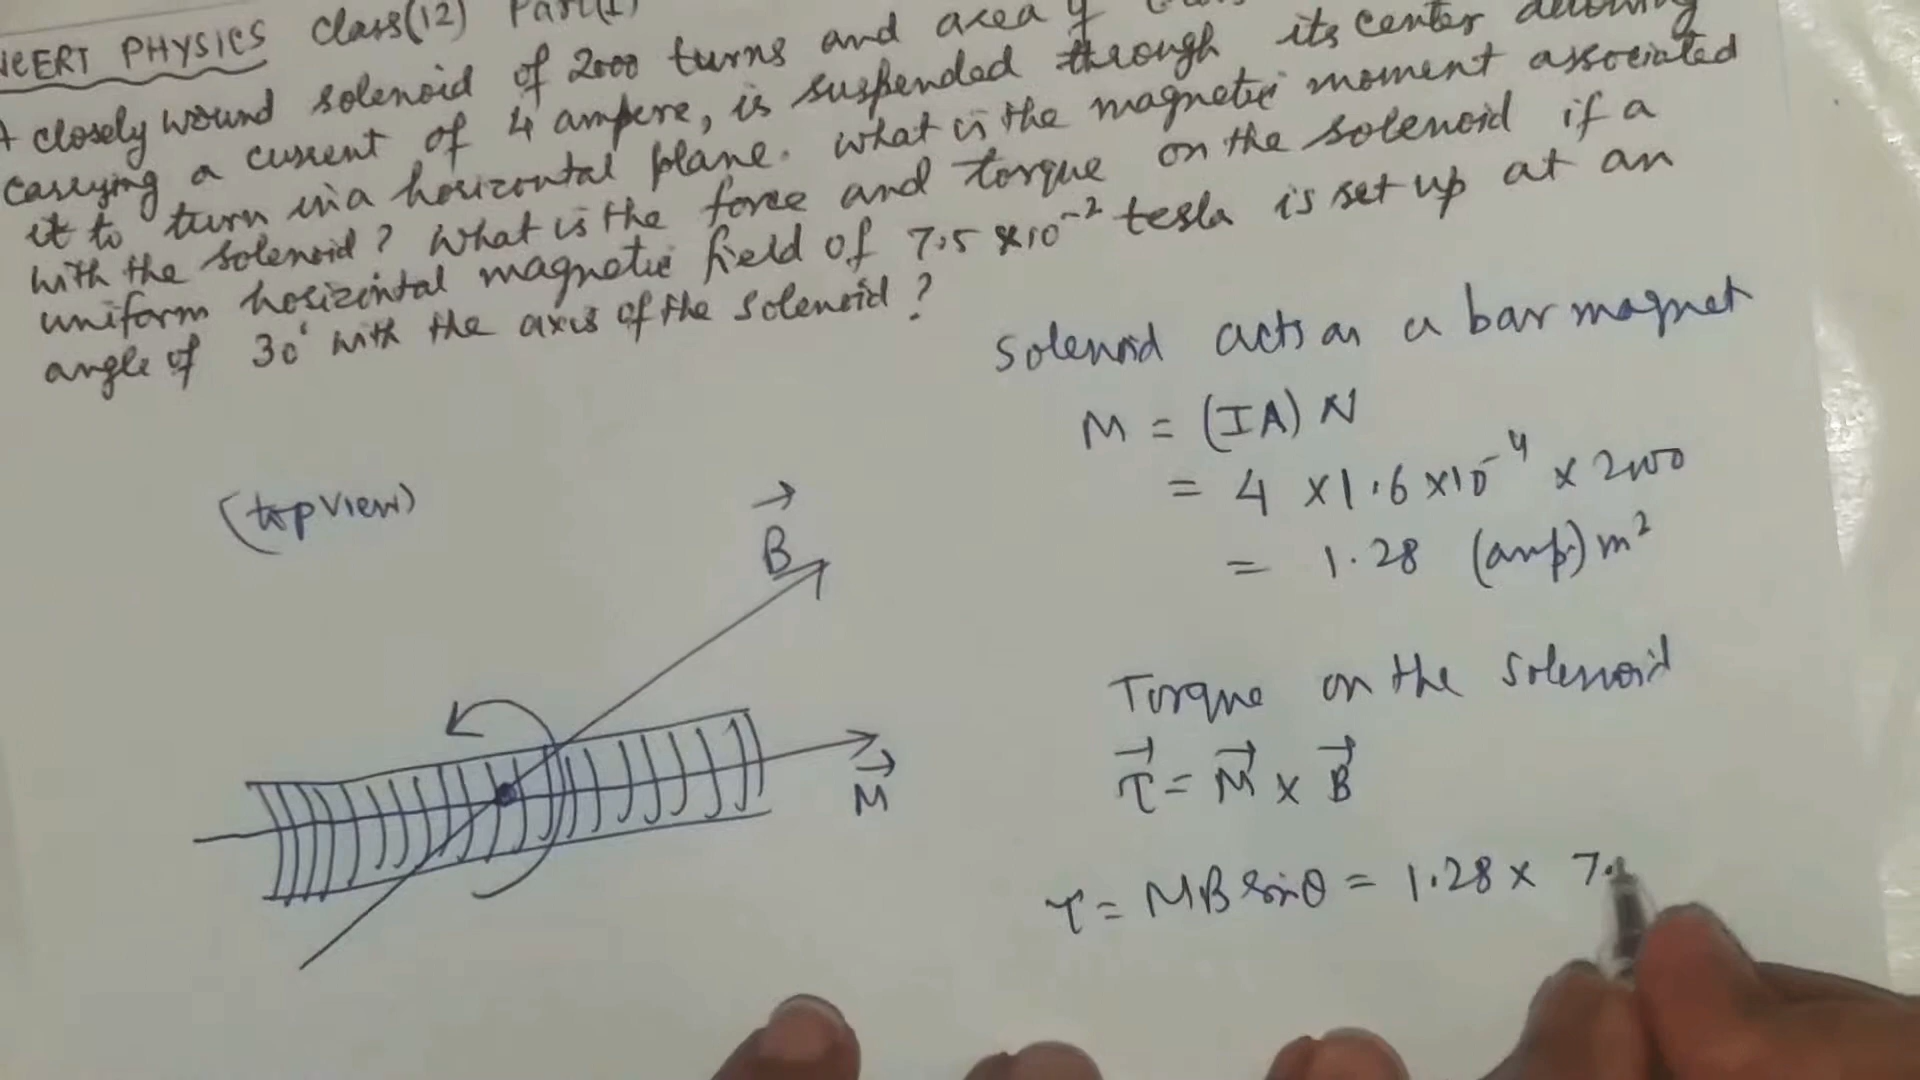 NCERT PHYSICS Class(12) Part(I)
A closely wound solenoid of 2000 turns and area of
carrying a current of 4 ampere, is suspended through its center allowing
it to turn in a horizontal plane. what is the magnetic moment associated
with the solenoid? What is the force and torque on the solenoid if a
uniform horizontal magnetic field of 7.5 × 10⁻² tesla is set up at an
angle of 30° with the axis of the solenoid?
Solenoid acts as a bar magnet
M = (IA) N
= 4 × 1.6 × 10⁻⁴ × 2000
= 1.28 (amp.) m²
(top view)
B⃗
M⃗
Torque on the solenoid
τ⃗ = M⃗ × B⃗
τ = MB sinθ = 1.28 × 7.